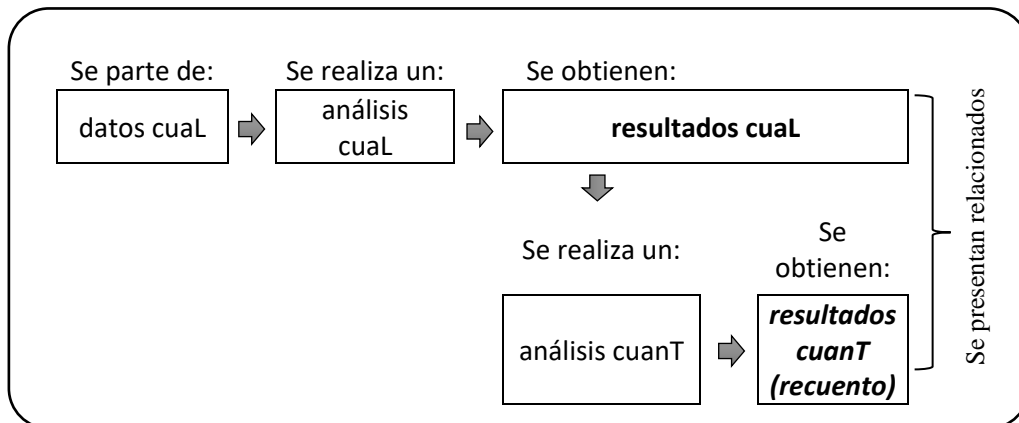 Se parte de:
Se realiza un:
Se obtienen:
datos cuaL
análisis
cuaL
resultados cuaL
Se realiza un:
Se
obtienen:
análisis cuanT
resultados
cuanT
(recuento)
Se presentan relacionados